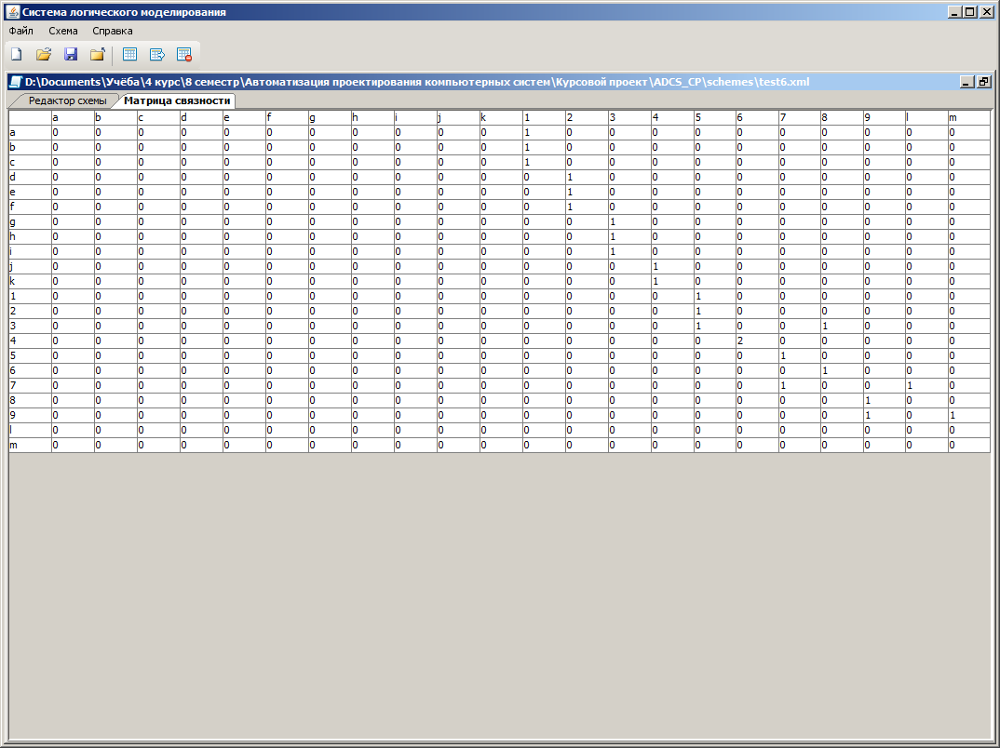 Система логического моделирования
Файл Схема Справка
D:\Documents\Учёба\4 курс\8 семестр\Автоматизация проектирования компьютерных систем\Курсовой проект\ADCS_CP\schemes\test6.xml
Редактор схемы Матрица связности
a b c d e f g h i j k 1 2 3 4 5 6 7 8 9 l m
a 0 0 0 0 0 0 0 0 0 0 0 1 0 0 0 0 0 0 0 0 0 0
b 0 0 0 0 0 0 0 0 0 0 0 1 0 0 0 0 0 0 0 0 0 0
c 0 0 0 0 0 0 0 0 0 0 0 1 0 0 0 0 0 0 0 0 0 0
d 0 0 0 0 0 0 0 0 0 0 0 0 1 0 0 0 0 0 0 0 0 0
e 0 0 0 0 0 0 0 0 0 0 0 0 1 0 0 0 0 0 0 0 0 0
f 0 0 0 0 0 0 0 0 0 0 0 0 1 0 0 0 0 0 0 0 0 0
g 0 0 0 0 0 0 0 0 0 0 0 0 0 1 0 0 0 0 0 0 0 0
h 0 0 0 0 0 0 0 0 0 0 0 0 0 1 0 0 0 0 0 0 0 0
i 0 0 0 0 0 0 0 0 0 0 0 0 0 1 0 0 0 0 0 0 0 0
j 0 0 0 0 0 0 0 0 0 0 0 0 0 0 1 0 0 0 0 0 0 0
k 0 0 0 0 0 0 0 0 0 0 0 0 0 0 1 0 0 0 0 0 0 0
1 0 0 0 0 0 0 0 0 0 0 0 0 0 0 0 1 0 0 0 0 0 0
2 0 0 0 0 0 0 0 0 0 0 0 0 0 0 0 1 0 0 0 0 0 0
3 0 0 0 0 0 0 0 0 0 0 0 0 0 0 0 1 0 0 1 0 0 0
4 0 0 0 0 0 0 0 0 0 0 0 0 0 0 0 0 2 0 0 0 0 0
5 0 0 0 0 0 0 0 0 0 0 0 0 0 0 0 0 0 1 0 0 0 0
6 0 0 0 0 0 0 0 0 0 0 0 0 0 0 0 0 0 0 1 0 0 0
7 0 0 0 0 0 0 0 0 0 0 0 0 0 0 0 0 0 1 0 0 1 0
8 0 0 0 0 0 0 0 0 0 0 0 0 0 0 0 0 0 0 0 1 0 0
9 0 0 0 0 0 0 0 0 0 0 0 0 0 0 0 0 0 0 0 1 0 1
l 0 0 0 0 0 0 0 0 0 0 0 0 0 0 0 0 0 0 0 0 0 0
m 0 0 0 0 0 0 0 0 0 0 0 0 0 0 0 0 0 0 0 0 0 0